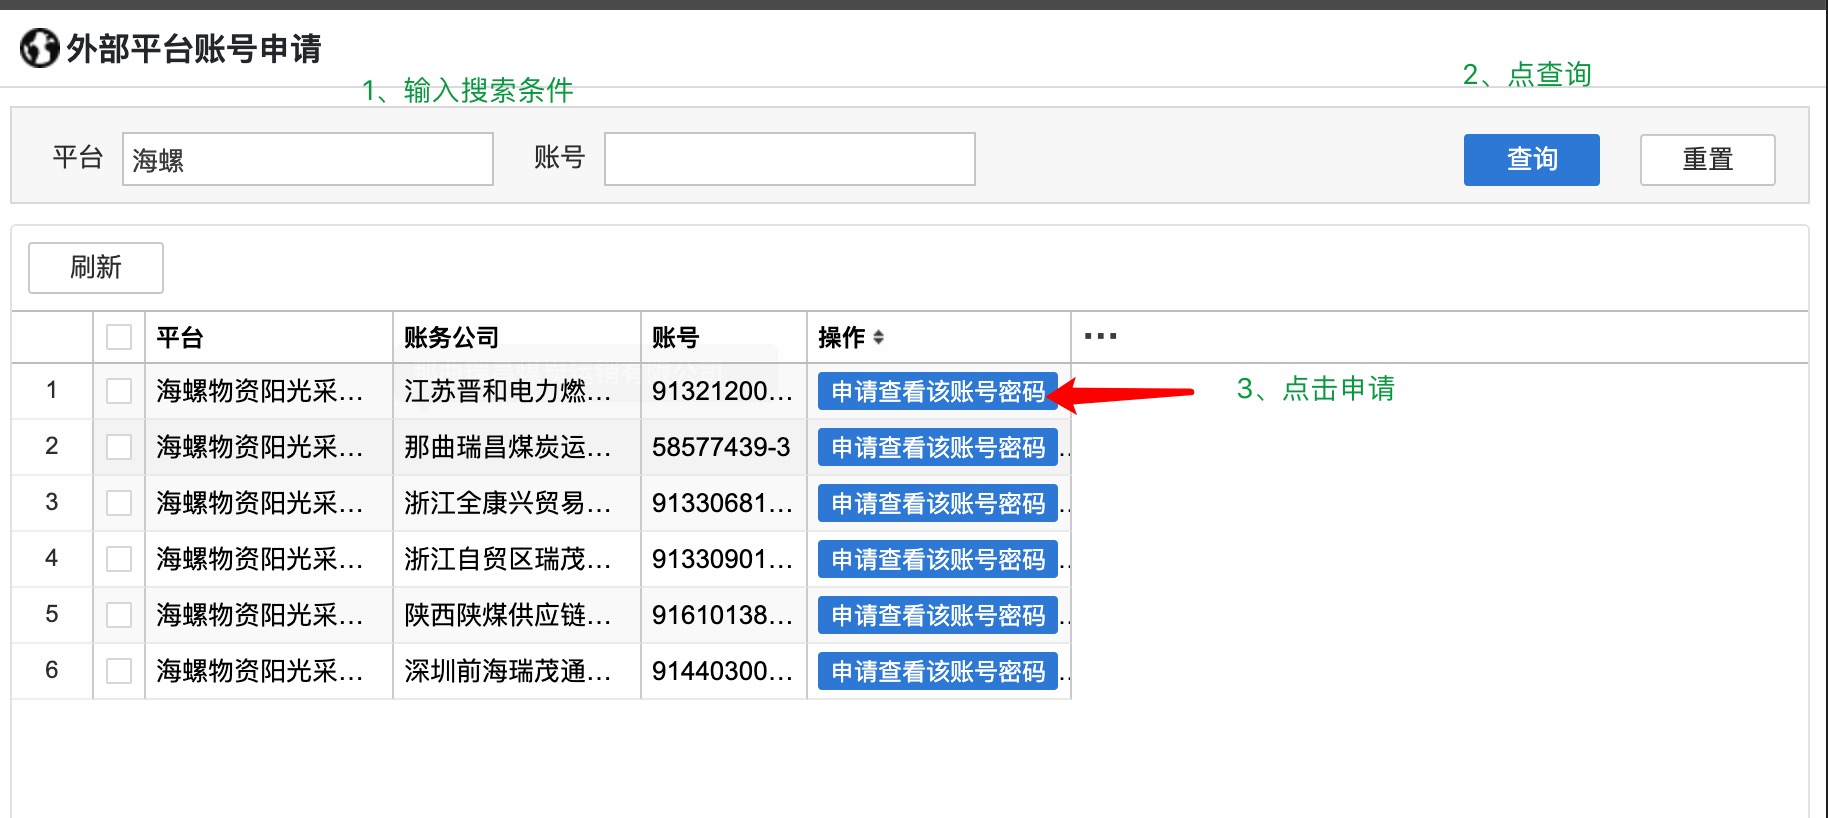 外部平台账号申请
1、输入搜索条件
2、点查询
平台 海螺 账号 查询 重置
刷新
平台 账务公司 账号 操作 ...
1 海螺物资阳光采... 江苏晋和电力燃... 91321200... 申请查看该账号密码 3、点击申请
2 海螺物资阳光采... 那曲瑞昌煤炭运... 58577439-3 申请查看该账号密码 ..
3 海螺物资阳光采... 浙江全康兴贸易... 91330681... 申请查看该账号密码 ..
4 海螺物资阳光采... 浙江自贸区瑞茂... 91330901... 申请查看该账号密码 ..
5 海螺物资阳光采... 陕西陕煤供应链... 91610138... 申请查看该账号密码 ..
6 海螺物资阳光采... 深圳前海瑞茂通... 91440300... 申请查看该账号密码 ..